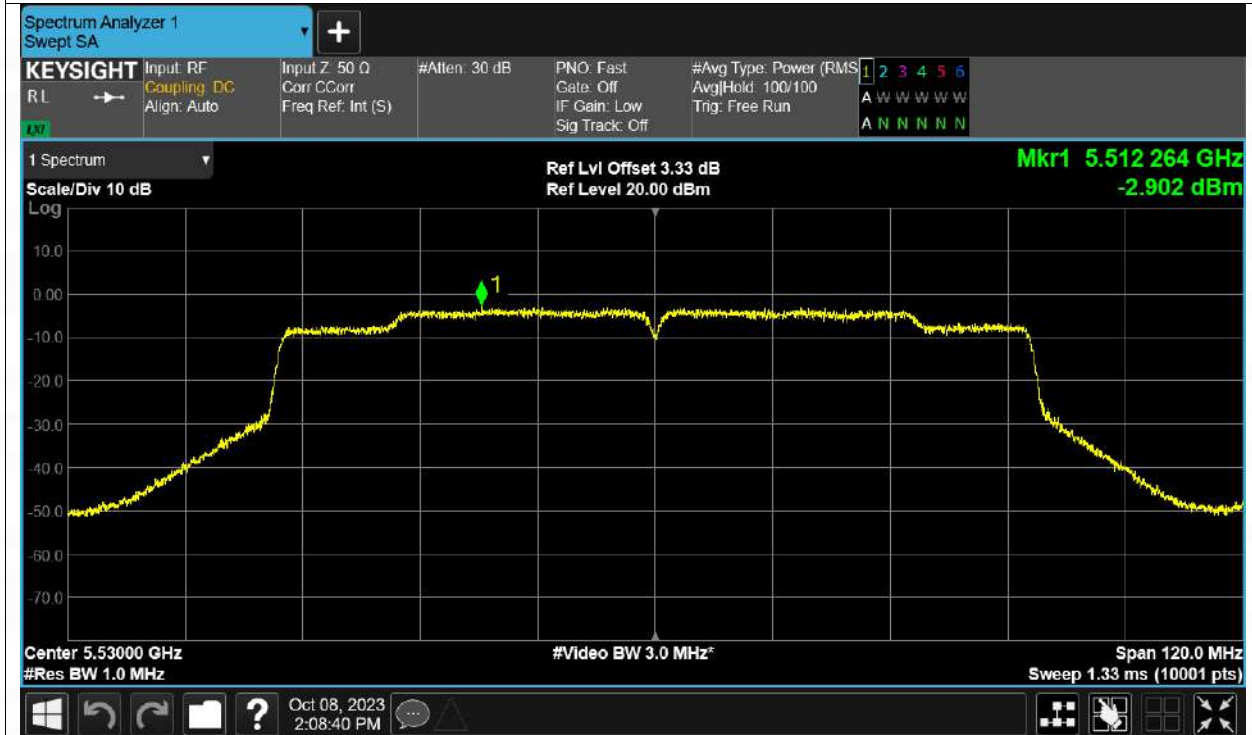 Spectrum Analyzer 1
Swept SA
+
KEYSIGHT
RL
LXI
Input: RF
Coupling: DC
Align: Auto
Input Z: 50 Ω
Corr CCorr
Freq Ref: Int (S)
#Atten: 30 dB
PNO: Fast
Gate: Off
IF Gain: Low
Sig Track: Off
#Avg Type: Power (RMS
Avg|Hold: 100/100
Trig: Free Run
1 2 3 4 5 6
A W W W W W
A N N N N N
1 Spectrum
Scale/Div 10 dB
Log
Ref Lvl Offset 3.33 dB
Ref Level 20.00 dBm
Mkr1 5.512 264 GHz
-2.902 dBm
1
10.0
0.00
-10.0
-20.0
-30.0
-40.0
-50.0
-60.0
-70.0
Center 5.53000 GHz
#Res BW 1.0 MHz
#Video BW 3.0 MHz*
Span 120.0 MHz
Sweep 1.33 ms (10001 pts)
?
Oct 08, 2023
2:08:40 PM